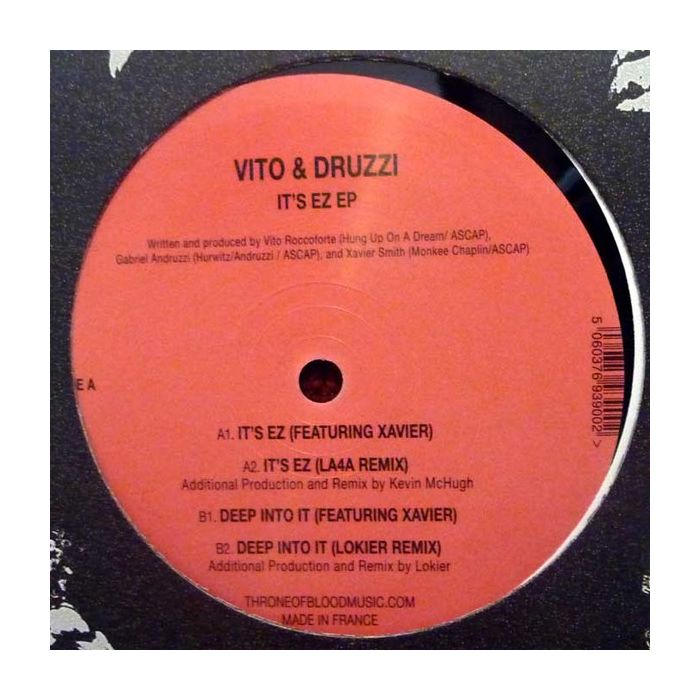 VITO & DRUZZI
IT'S EZ EP
Written and produced by Vito Roccoforte (Hung Up On A Dream/ ASCAP),
Gabriel Andruzzi (Hurwitz/Andruzzi / ASCAP), and Xavier Smith (Monkee Chaplin/ASCAP)
5 060376 939002 >
E A
A1. IT'S EZ (FEATURING XAVIER)
A2. IT'S EZ (LA4A REMIX)
Additional Production and Remix by Kevin McHugh
B1. DEEP INTO IT (FEATURING XAVIER)
B2. DEEP INTO IT (LOKIER REMIX)
Additional Production and Remix by Lokier
THRONEOFBLOODMUSIC.COM
MADE IN FRANCE